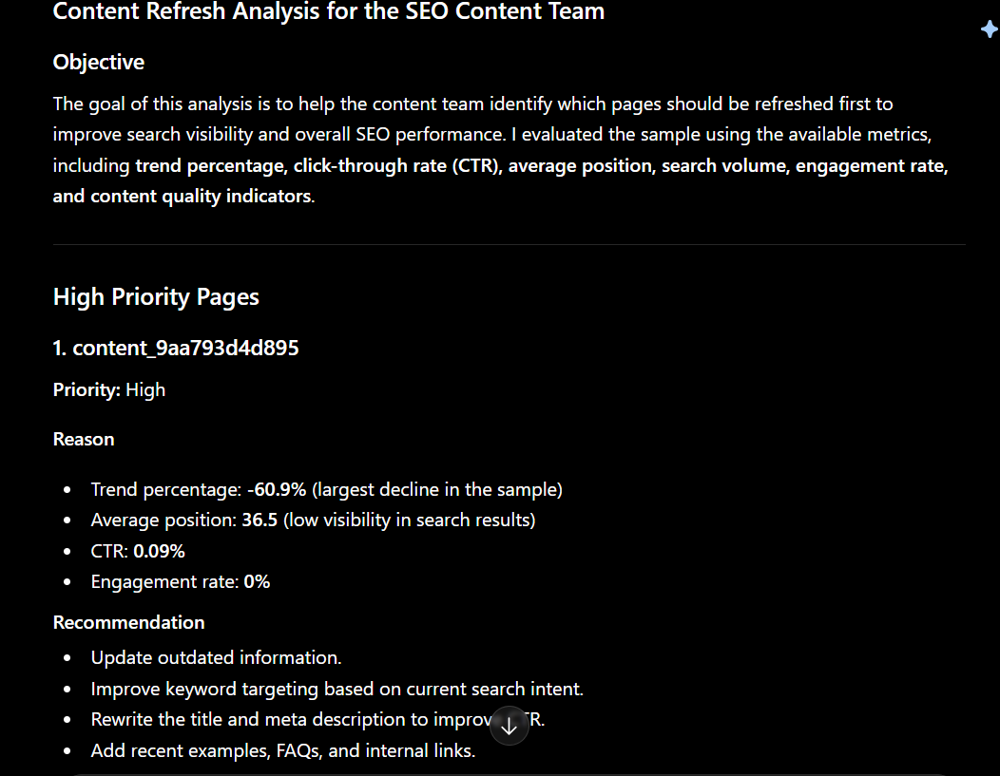 Content Refresh Analysis for the SEO Content Team
Objective
The goal of this analysis is to help the content team identify which pages should be refreshed first to
improve search visibility and overall SEO performance. I evaluated the sample using the available metrics,
including trend percentage, click-through rate (CTR), average position, search volume, engagement rate,
and content quality indicators.
High Priority Pages
1. content_9aa793d4d895
Priority: High
Reason
• Trend percentage: -60.9% (largest decline in the sample)
• Average position: 36.5 (low visibility in search results)
• CTR: 0.09%
• Engagement rate: 0%
Recommendation
• Update outdated information.
• Improve keyword targeting based on current search intent.
• Rewrite the title and meta description to improve CTR.
• Add recent examples, FAQs, and internal links.